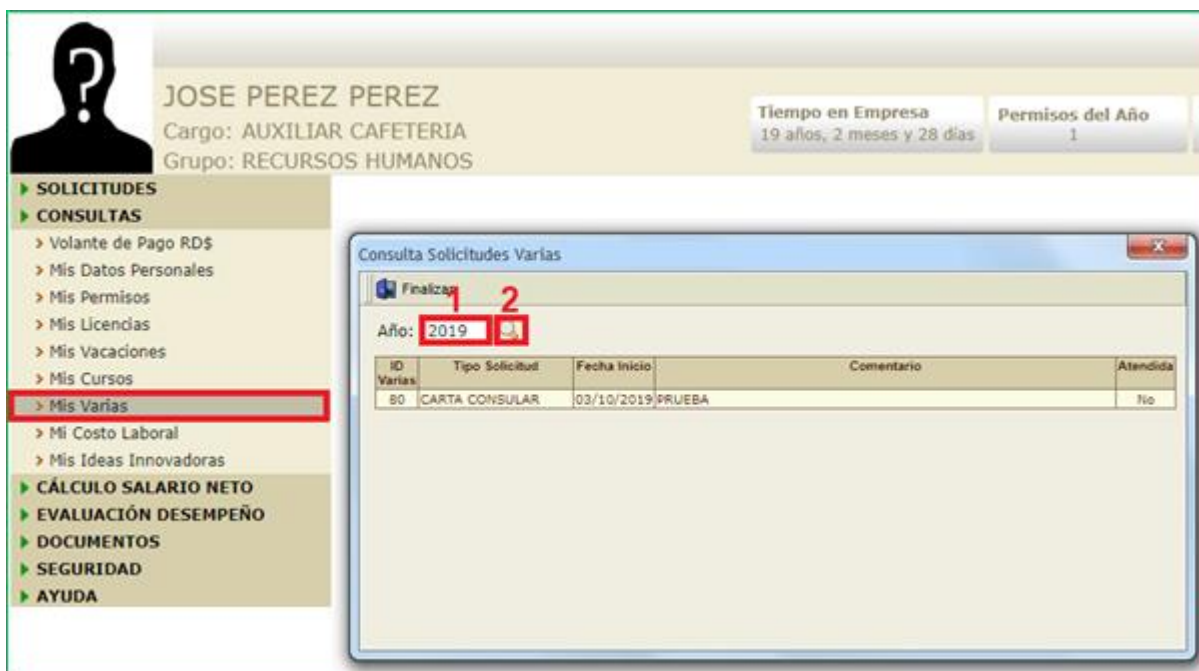 JOSE PEREZ PEREZ
Cargo: AUXILIAR CAFETERIA
Grupo: RECURSOS HUMANOS
Tiempo en Empresa
19 años, 2 meses y 28 días
Permisos del Año
1
SOLICITUDES
CONSULTAS
Volante de Pago RD$
Mis Datos Personales
Mis Permisos
Mis Licencias
Mis Vacaciones
Mis Cursos
Mis Varias
Mi Costo Laboral
Mis Ideas Innovadoras
CÁLCULO SALARIO NETO
EVALUACIÓN DESEMPEÑO
DOCUMENTOS
SEGURIDAD
AYUDA
Consulta Solicitudes Varias
Finalizar
1 2
Año: 2019
ID Varias Tipo Solicitud Fecha Inicio Comentario Atendida
80 CARTA CONSULAR 03/10/2019 PRUEBA No